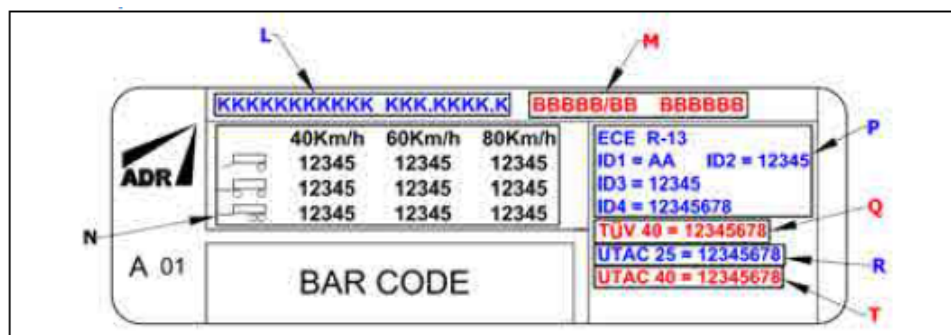 L M
KKKKKKKKKKK KKK.KKKK.K BBBBB/BB BBBBBB
P
40Km/h 60Km/h 80Km/h
12345 12345 12345
12345 12345 12345
12345 12345 12345
ADR
N
A 01
BAR CODE
ECE R-13
ID1 = AA ID2 = 12345
ID3 = 12345
ID4 = 12345678
Q
TÜV 40 = 12345678
UTAC 25 = 12345678
R
UTAC 40 = 12345678
T